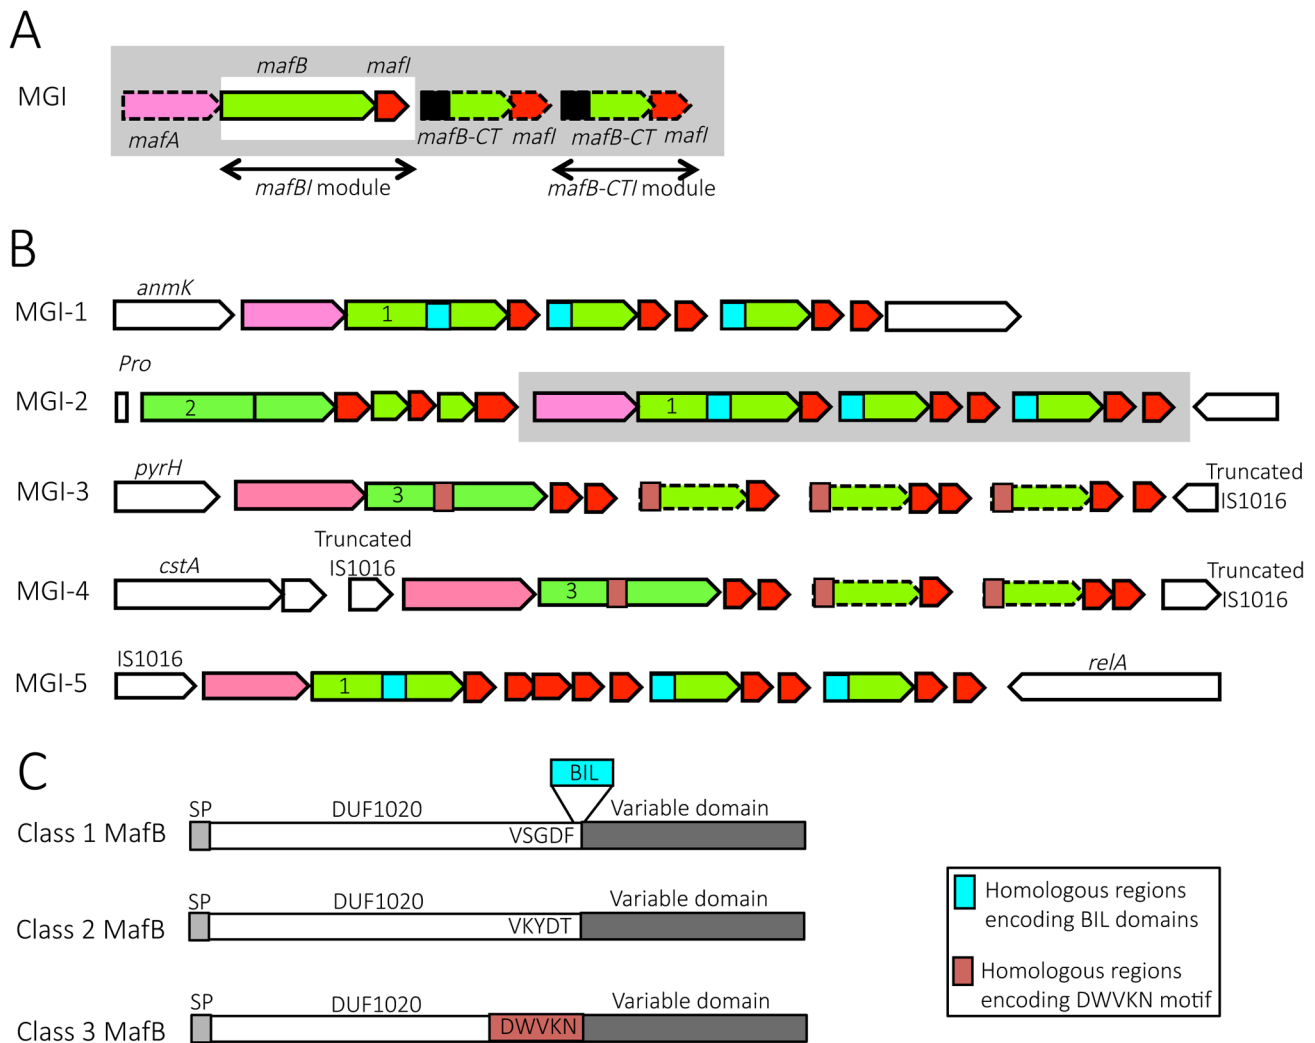 A
MGI
mafB
mafI
mafA
mafB-CT
mafI
mafB-CT
mafI
mafBI module
mafB-CTI module
B
MGI-1
anmK
1
MGI-2
Pro
2
1
MGI-3
pyrH
3
Truncated
IS1016
MGI-4
cstA
Truncated
IS1016
3
Truncated
IS1016
MGI-5
IS1016
1
relA
C
BIL
Class 1 MafB
SP
DUF1020
VSGDF
Variable domain
Class 2 MafB
SP
DUF1020
VKYDT
Variable domain
Class 3 MafB
SP
DUF1020
DWVKN
Variable domain
Homologous regions
encoding BIL domains
Homologous regions
encoding DWVKN motif